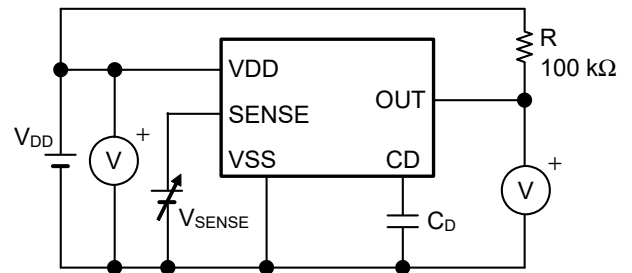 R
100 kΩ
VDD
OUT
SENSE
VDD
+
V
VSS
CD
+
V
VSENSE
CD